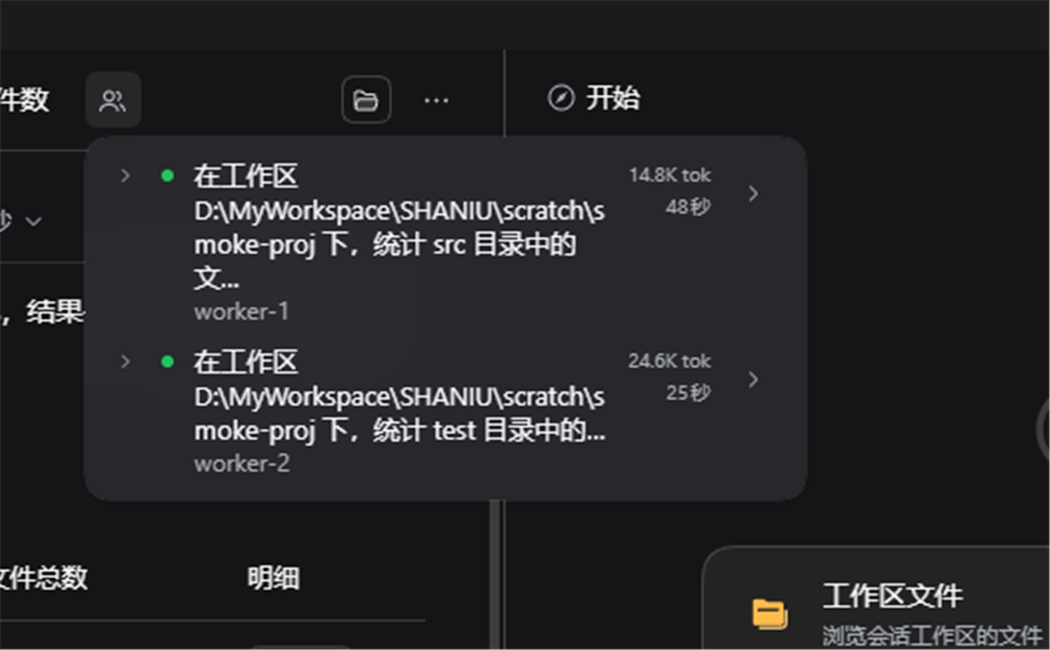 件数
开始
在工作区
14.8K tok
D:\MyWorkspace\SHANIU\scratch\s
48秒
moke-proj 下，统计 src 目录中的
文...
worker-1
秒
，结果
在工作区
24.6K tok
D:\MyWorkspace\SHANIU\scratch\s
25秒
moke-proj 下，统计 test 目录中的...
worker-2
文件总数
明细
工作区文件
浏览会话工作区的文件